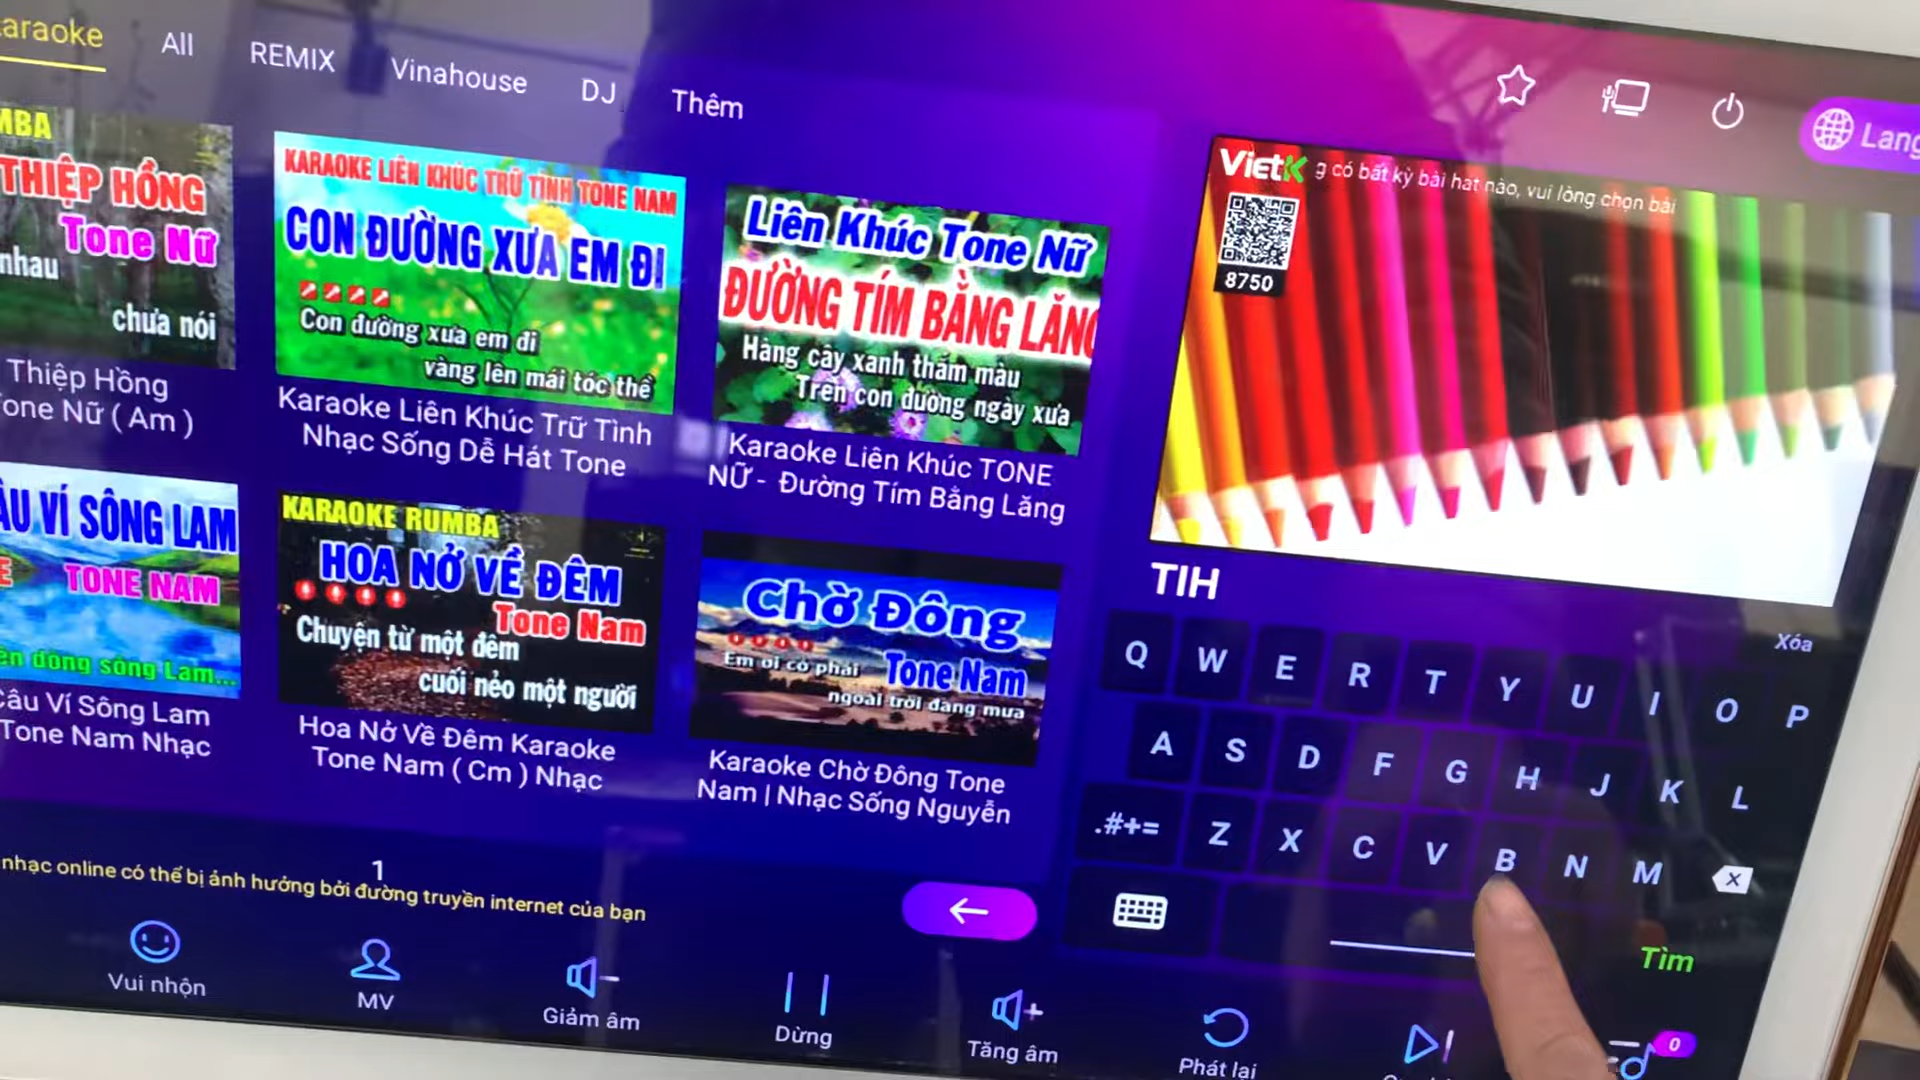 araoke
All
REMIX
Vinahouse
DJ
Thêm
Lang
MBA
THIỆP HỒNG
Tone Nữ
nhau
chưa nói
Thiệp Hồng
Tone Nữ ( Am )
KARAOKE LIÊN KHÚC TRỮ TÌNH TONE NAM
CON ĐƯỜNG XƯA EM ĐI
Con đường xưa em đi
vàng lên mái tóc thề
Karaoke Liên Khúc Trữ Tình
Nhạc Sống Dễ Hát Tone
Liên Khúc Tone Nữ
ĐƯỜNG TÍM BẰNG LĂNG
Hàng cây xanh thắm màu
Trên con đường ngày xưa
Karaoke Liên Khúc TONE
NỮ - Đường Tím Bằng Lăng
VietK
g có bất kỳ bài hát nào, vui lòng chọn bài
8750
ÂU VÍ SÔNG LAM
E TONE NAM
ên dòng sông Lam...
Câu Ví Sông Lam
Tone Nam Nhạc
KARAOKE RUMBA
HOA NỞ VỀ ĐÊM
Tone Nam
Chuyện từ một đêm
cuối nẻo một người
Hoa Nở Về Đêm Karaoke
Tone Nam ( Cm ) Nhạc
Chờ Đông
Tone Nam
Em ơi có phải
ngoài trời đang mưa
Karaoke Chờ Đông Tone
Nam | Nhạc Sống Nguyễn
TIH
Xóa
Q W E R T Y U I O P
A S D F G H J K L
.#+= Z X C V B N M
Tìm
1
nhạc online có thể bị ảnh hưởng bởi đường truyền internet của bạn
Vui nhộn
MV
Giảm âm
Dừng
Tăng âm
Phát lại
0